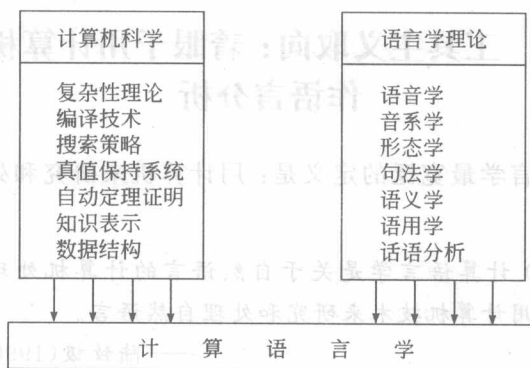 计算机科学
复杂性理论
编译技术
搜索策略
真值保持系统
自动定理证明
知识表示
数据结构
语言学理论
语音学
音系学
形态学
句法学
语义学
语用学
话语分析
计算语言学